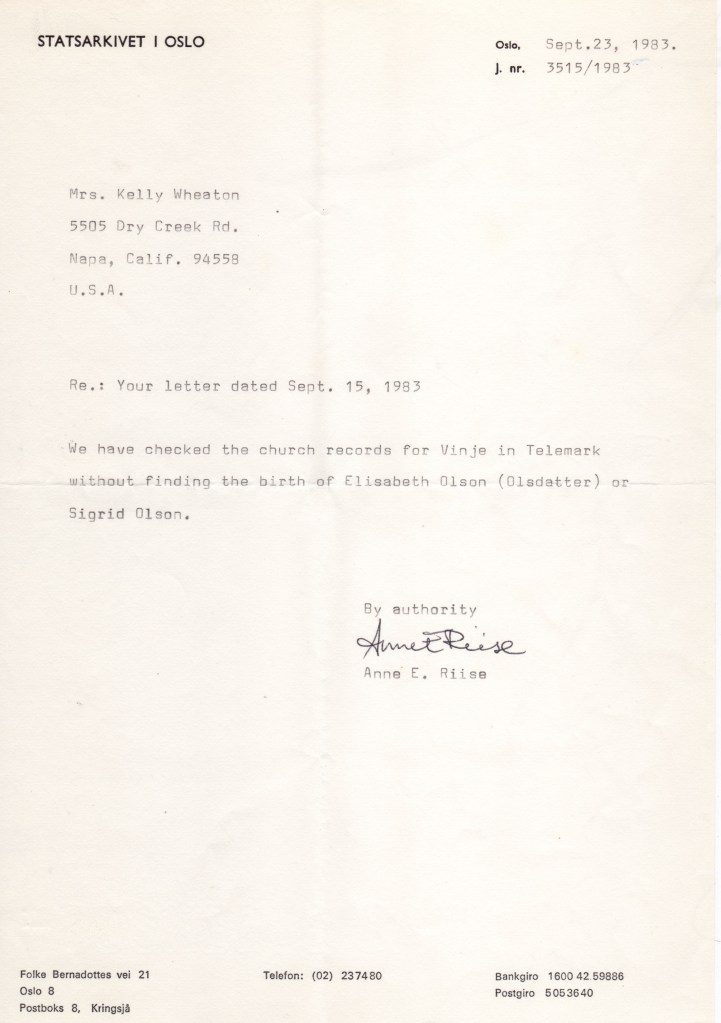 STATSARKIVET I OSLO
Oslo, Sept.23, 1983.
J. nr. 3515/1983
Mrs. Kelly Wheaton
5505 Dry Creek Rd.
Napa, Calif. 94558
U.S.A.
Re.: Your letter dated Sept. 15, 1983
We have checked the church records for Vinje in Telemark
without finding the birth of Elisabeth Olson (Olsdatter) or
Sigrid Olson.
By authority
Anne E Riise
Anne E. Riise
Folke Bernadottes vei 21
Oslo 8
Postboks 8, Kringsjå
Telefon: (02) 237480
Bankgiro 1600 42.59886
Postgiro 5053640